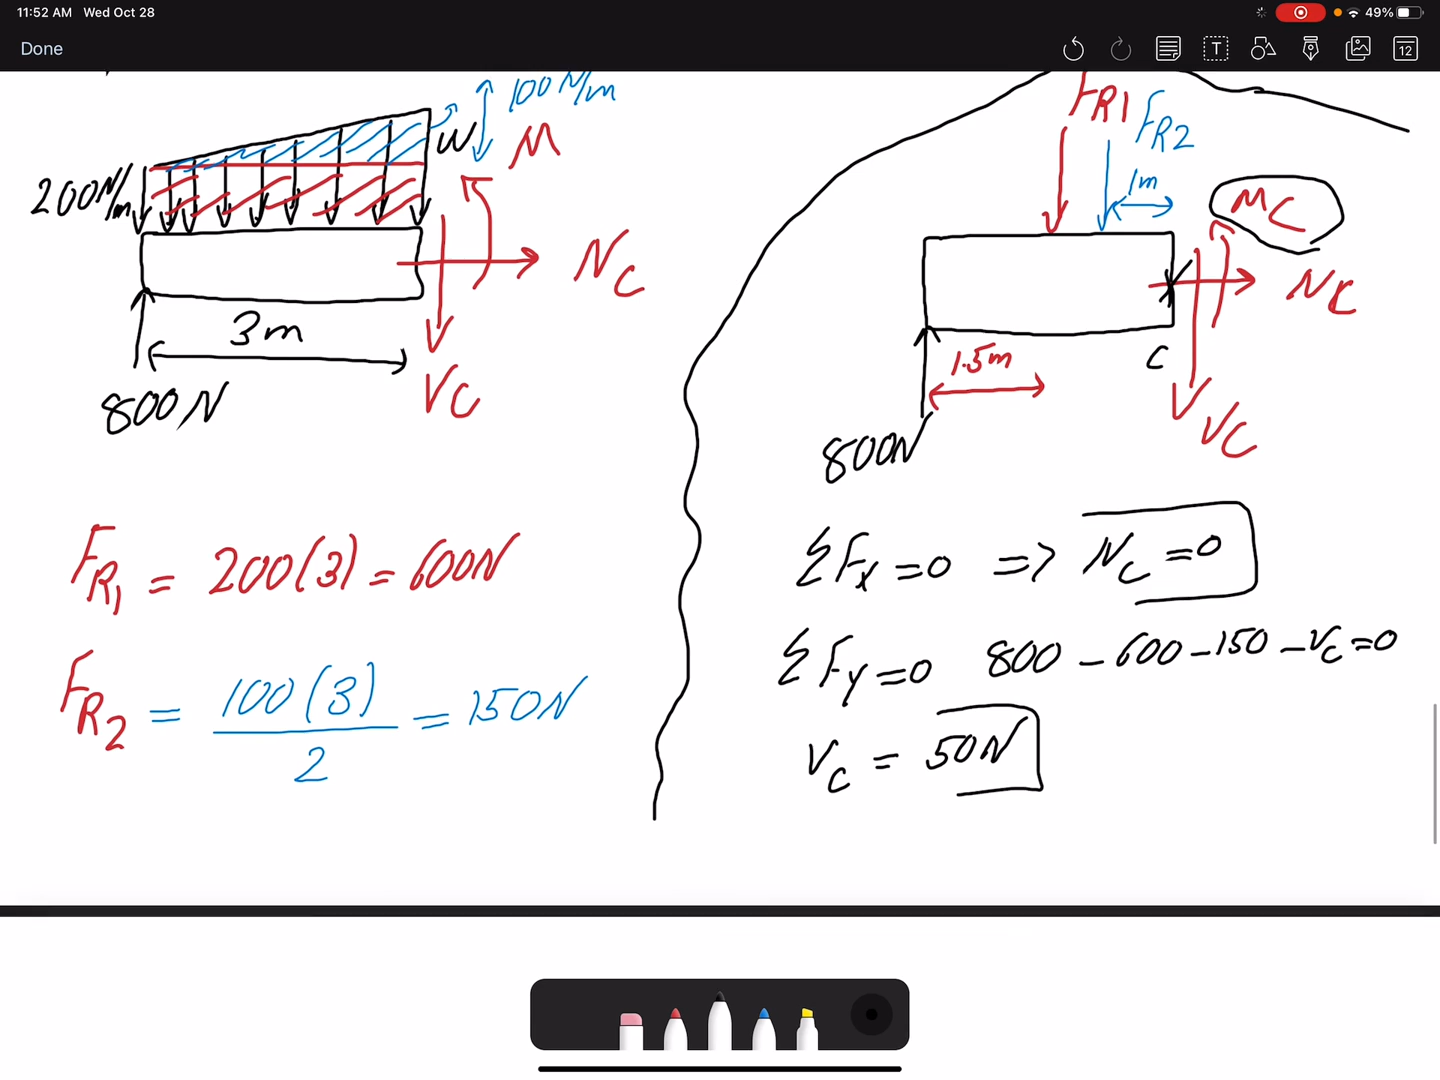 11:52 AM Wed Oct 28
49%
Done
T
12
100 N/m
W
M
200 N/m
NC
3m
800N
VC
FR1
FR2
1m
MC
NC
1.5m
C
VC
800N
FR1 = 200(3) = 600N
FR2 = 100(3) / 2 = 150N
ΣFx = 0 => NC = 0
ΣFy = 0 800 - 600 - 150 - VC = 0
VC = 50N